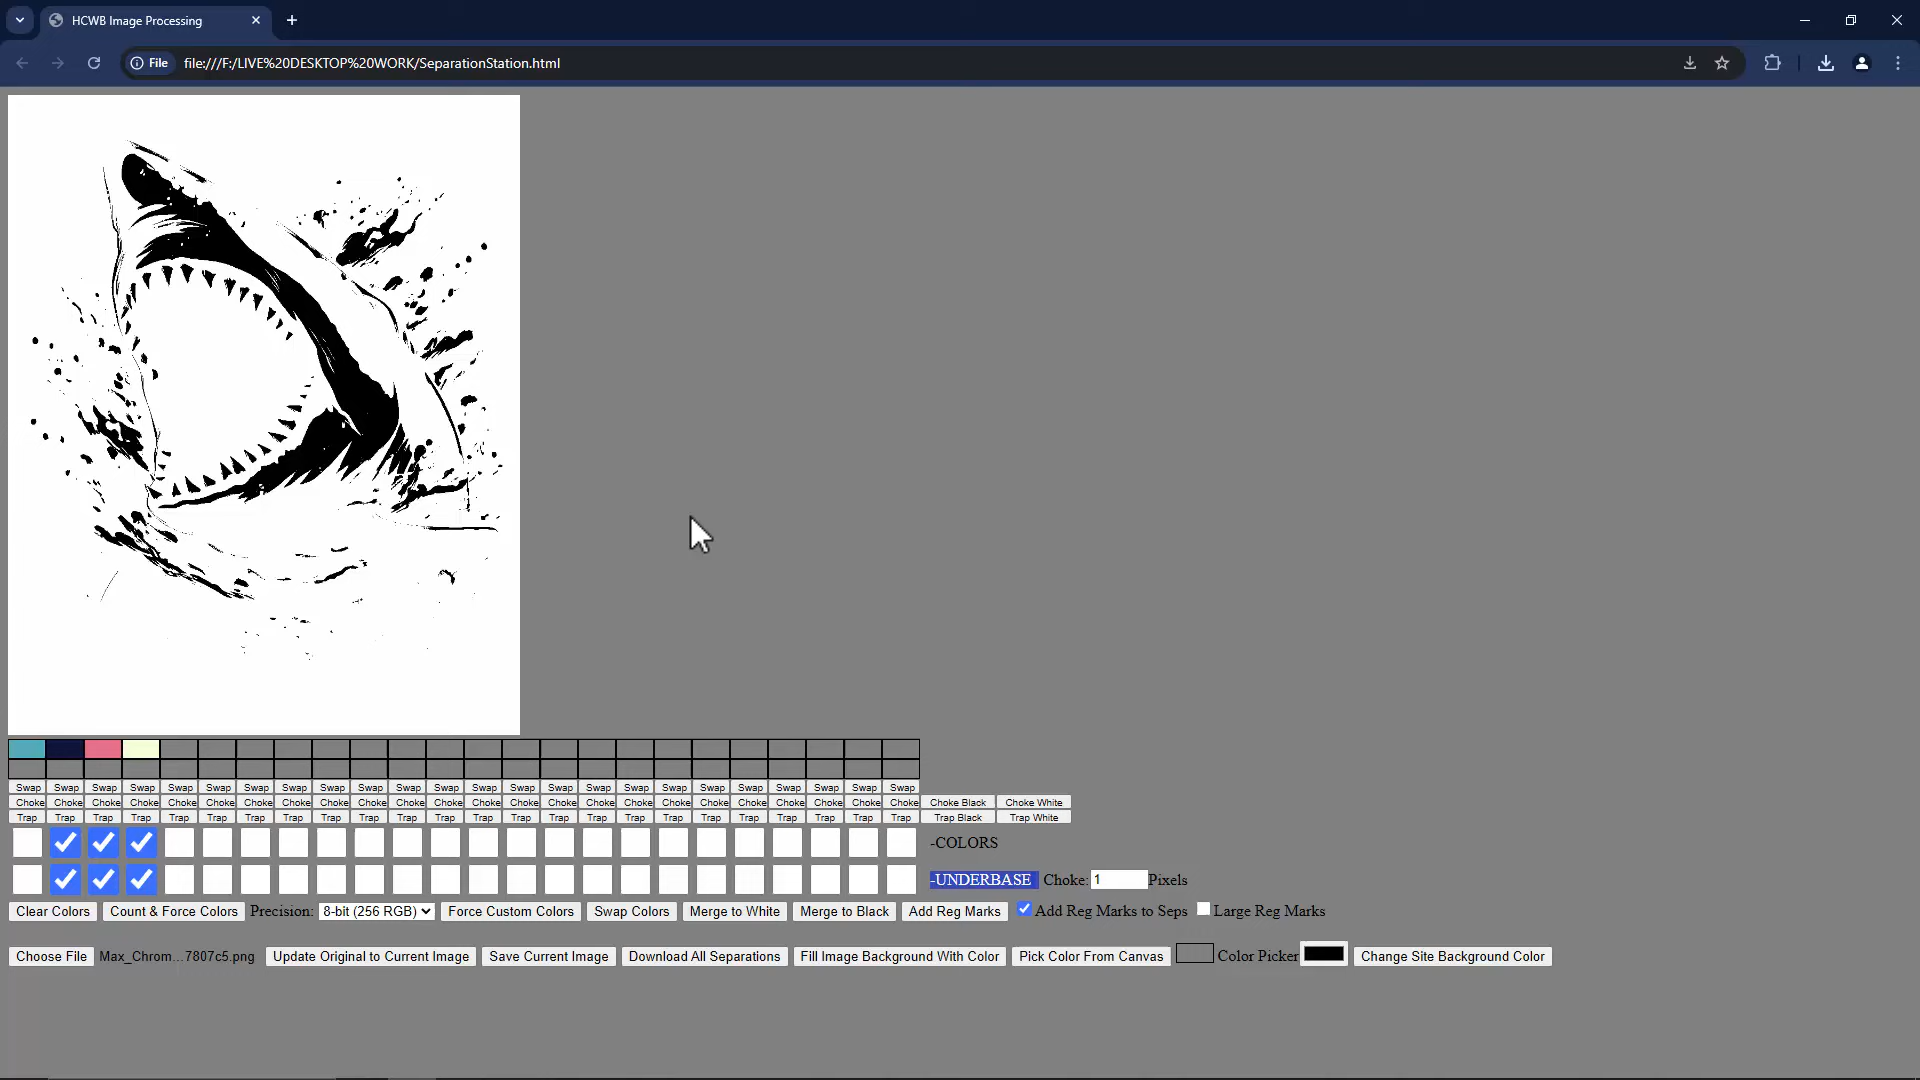 HCWB Image Processing
File file:///F:/LIVE%20DESKTOP%20WORK/SeparationStation.html
Swap Swap Swap Swap Swap Swap Swap Swap Swap Swap Swap Swap Swap Swap Swap Swap Swap Swap Swap Swap Swap Swap Swap Swap
Choke Choke Choke Choke Choke Choke Choke Choke Choke Choke Choke Choke Choke Choke Choke Choke Choke Choke Choke Choke Choke Choke Choke Choke Choke Black Choke White
Trap Trap Trap Trap Trap Trap Trap Trap Trap Trap Trap Trap Trap Trap Trap Trap Trap Trap Trap Trap Trap Trap Trap Trap Trap Black Trap White
-COLORS
-UNDERBASE Choke: 1 Pixels
Clear Colors Count & Force Colors Precision: 8-bit (256 RGB) Force Custom Colors Swap Colors Merge to White Merge to Black Add Reg Marks Add Reg Marks to Seps Large Reg Marks
Choose File Max_Chrom...7807c5.png Update Original to Current Image Save Current Image Download All Separations Fill Image Background With Color Pick Color From Canvas Color Picker Change Site Background Color